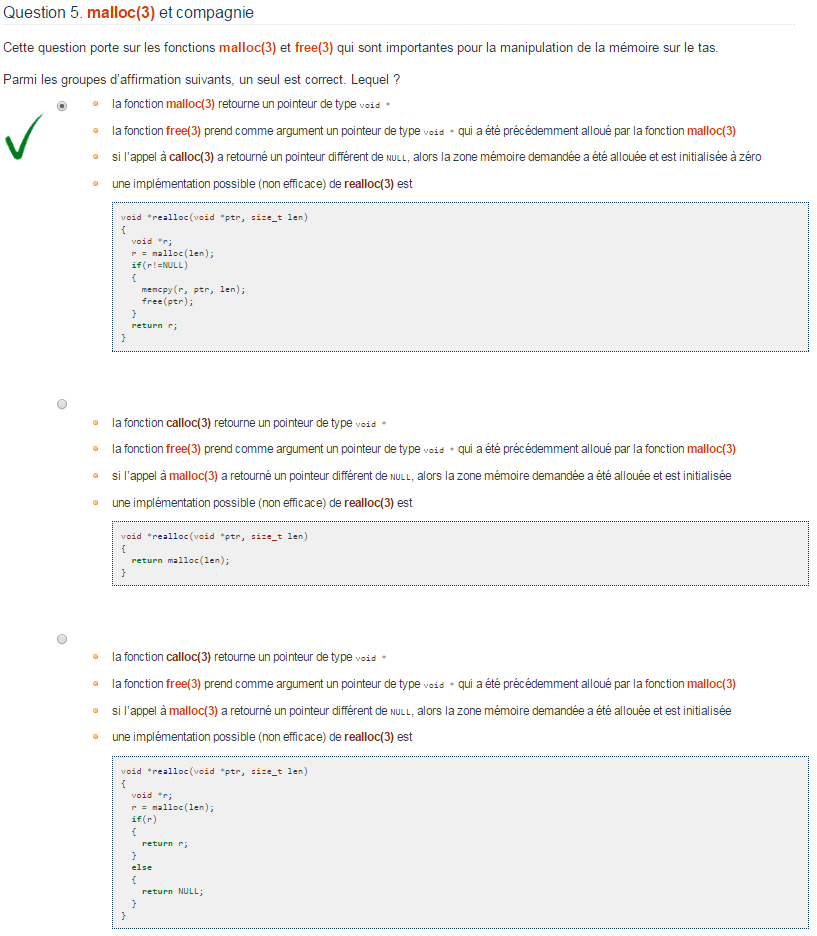 Question 5. malloc(3) et compagnie
Cette question porte sur les fonctions malloc(3) et free(3) qui sont importantes pour la manipulation de la mémoire sur le tas.
Parmi les groupes d'affirmation suivants, un seul est correct. Lequel ?
la fonction malloc(3) retourne un pointeur de type void *
la fonction free(3) prend comme argument un pointeur de type void * qui a été précédemment alloué par la fonction malloc(3)
si l'appel à calloc(3) a retourné un pointeur différent de NULL, alors la zone mémoire demandée a été allouée et est initialisée à zéro
une implémentation possible (non efficace) de realloc(3) est
void *realloc(void *ptr, size_t len)
{
void *r;
r = malloc(len);
if(r!=NULL)
{
memcpy(r, ptr, len);
free(ptr);
}
return r;
}
la fonction calloc(3) retourne un pointeur de type void *
la fonction free(3) prend comme argument un pointeur de type void * qui a été précédemment alloué par la fonction malloc(3)
si l'appel à malloc(3) a retourné un pointeur différent de NULL, alors la zone mémoire demandée a été allouée et est initialisée
une implémentation possible (non efficace) de realloc(3) est
void *realloc(void *ptr, size_t len)
{
return malloc(len);
}
la fonction calloc(3) retourne un pointeur de type void *
la fonction free(3) prend comme argument un pointeur de type void * qui a été précédemment alloué par la fonction malloc(3)
si l'appel à malloc(3) a retourné un pointeur différent de NULL, alors la zone mémoire demandée a été allouée et est initialisée
une implémentation possible (non efficace) de realloc(3) est
void *realloc(void *ptr, size_t len)
{
void *r;
r = malloc(len);
if(r)
{
return r;
}
else
{
return NULL;
}
}